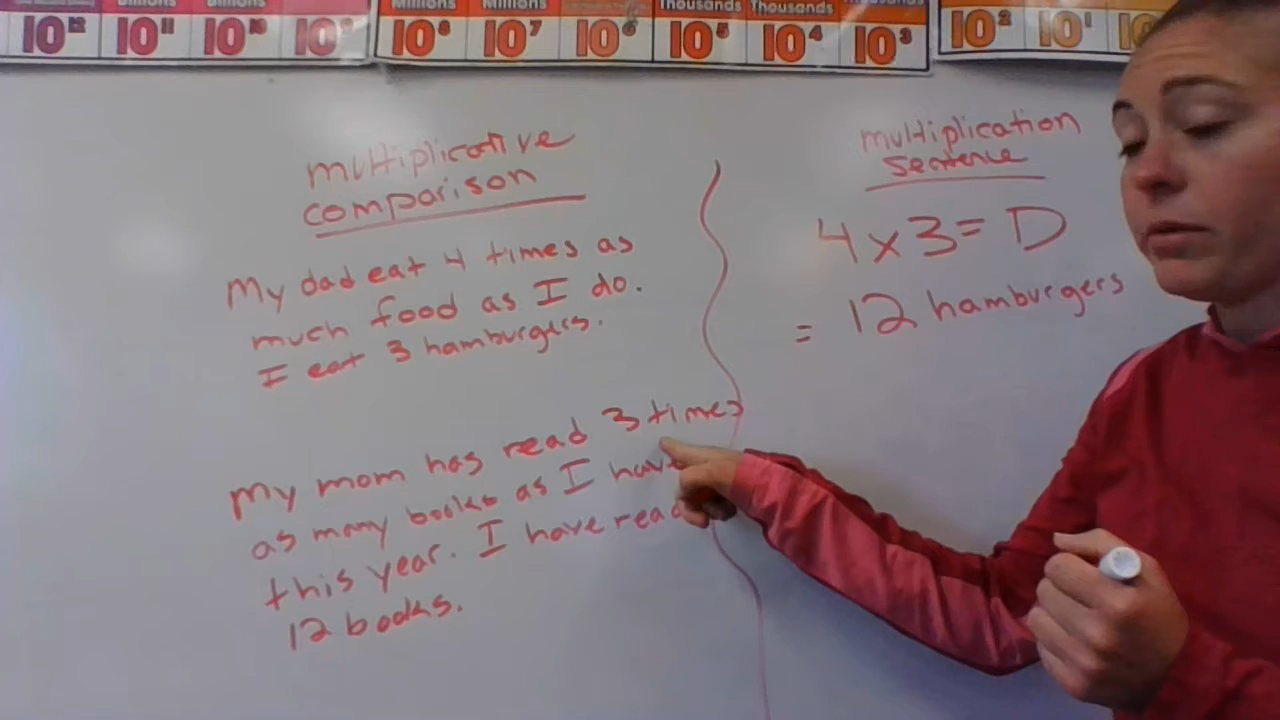 Millions Millions Thousands Thousands Thousands
10¹² 10¹¹ 10¹⁰ 10⁹ 10⁸ 10⁷ 10⁶ 10⁵ 10⁴ 10³ 10² 10¹ 10
multiplicative
comparison
My dad eat 4 times as
much food as I do.
I eat 3 hamburgers.
My mom has read 3 times
as many books as I have
this year. I have read
12 books.
multiplication
sentence
4 x 3 = D
= 12 hamburgers